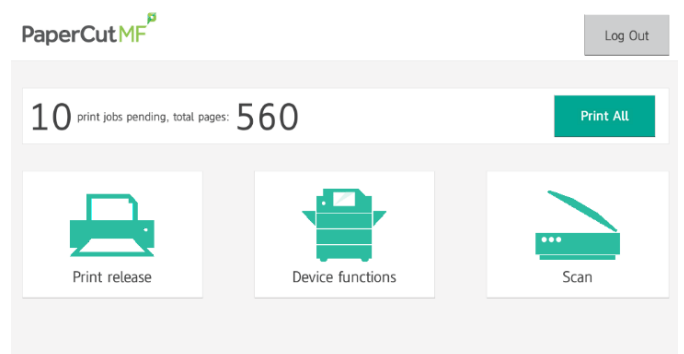 PaperCutMF
Log Out
10 print jobs pending, total pages: 560
Print All
Print release
Device functions
Scan